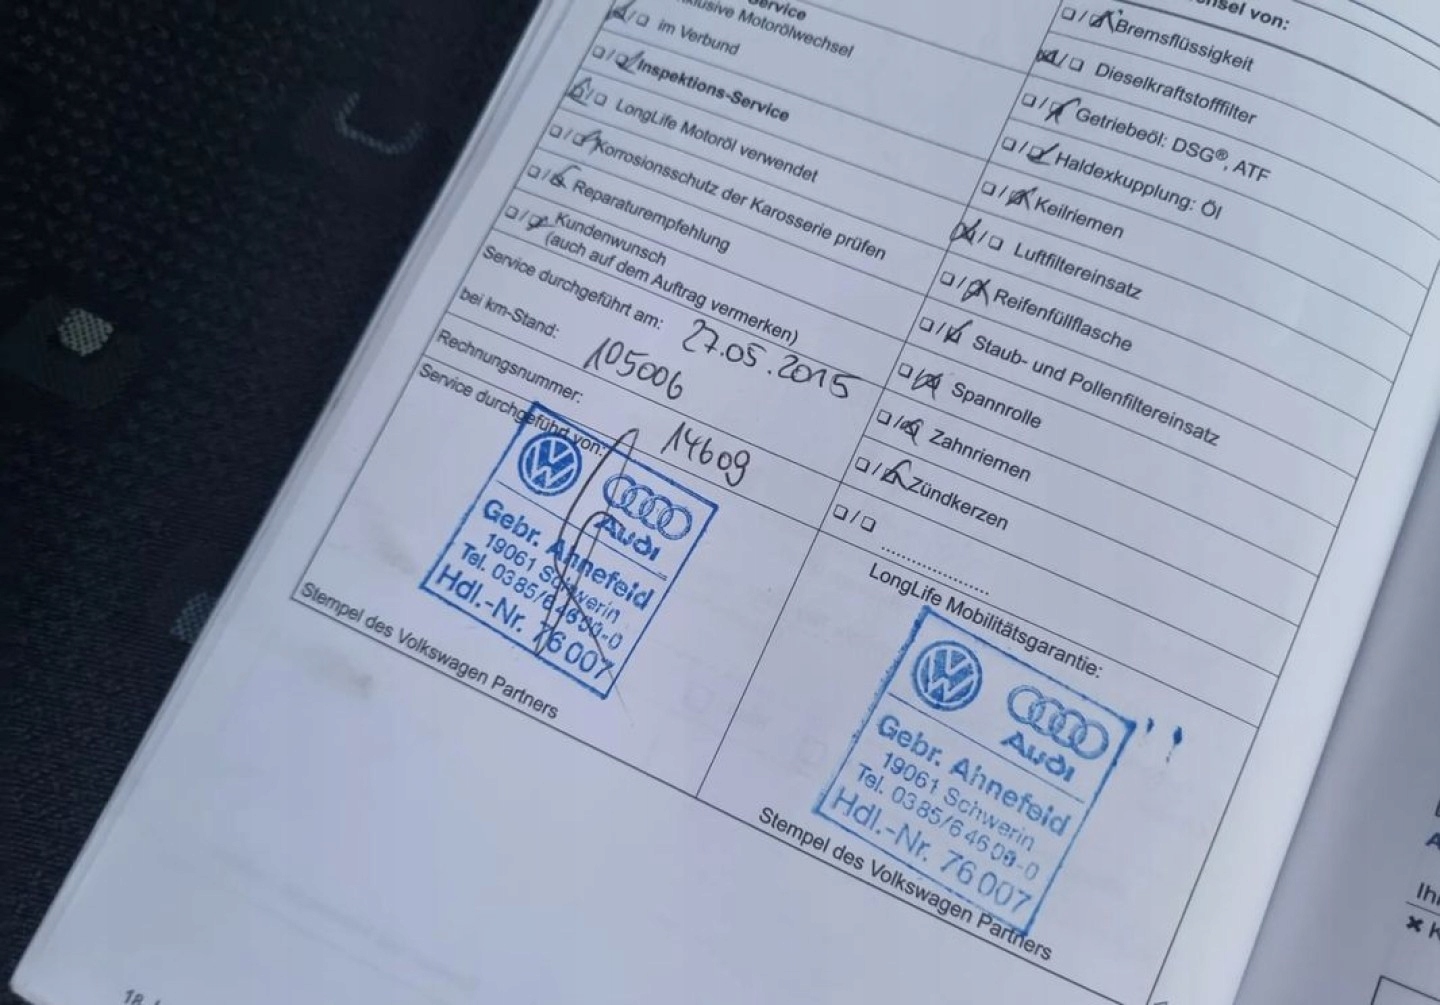 Service
inklusive Motorölwechsel
im Verbund
Inspektions-Service
LongLife Motoröl verwendet
Korrosionsschutz der Karosserie prüfen
Reparaturempfehlung
Kundenwunsch
(auch auf dem Auftrag vermerken)
Service durchgeführt am: 27.05.2015
bei km-Stand: 105006
Rechnungsnummer: 14609
Service durchgeführt von:
Audi
Gebr. Ahnefeld
19061 Schwerin
Tel. 0385/64600-0
Hdl.-Nr. 76007
Stempel des Volkswagen Partners
von:
Bremsflüssigkeit
Dieselkraftstofffilter
Getriebeöl: DSG®, ATF
Haldexkupplung: Öl
Keilriemen
Luftfiltereinsatz
Reifenfüllflasche
Staub- und Pollenfiltereinsatz
Spannrolle
Zahnriemen
Zündkerzen
....................
LongLife Mobilitätsgarantie:
Audi
Gebr. Ahnefeld
19061 Schwerin
Tel. 0385/64600-0
Hdl.-Nr. 76007
Stempel des Volkswagen Partners
18